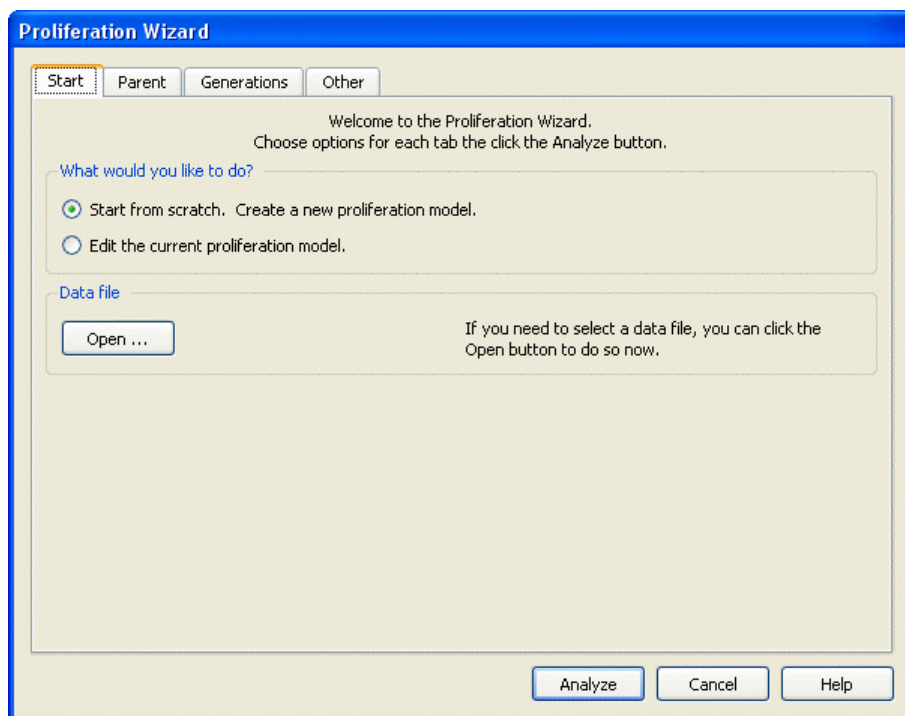 Proliferation Wizard
Start
Parent
Generations
Other
Welcome to the Proliferation Wizard.
Choose options for each tab the click the Analyze button.
What would you like to do?
Start from scratch.  Create a new proliferation model.
Edit the current proliferation model.
Data file
Open ...
If you need to select a data file, you can click the
Open button to do so now.
Analyze
Cancel
Help